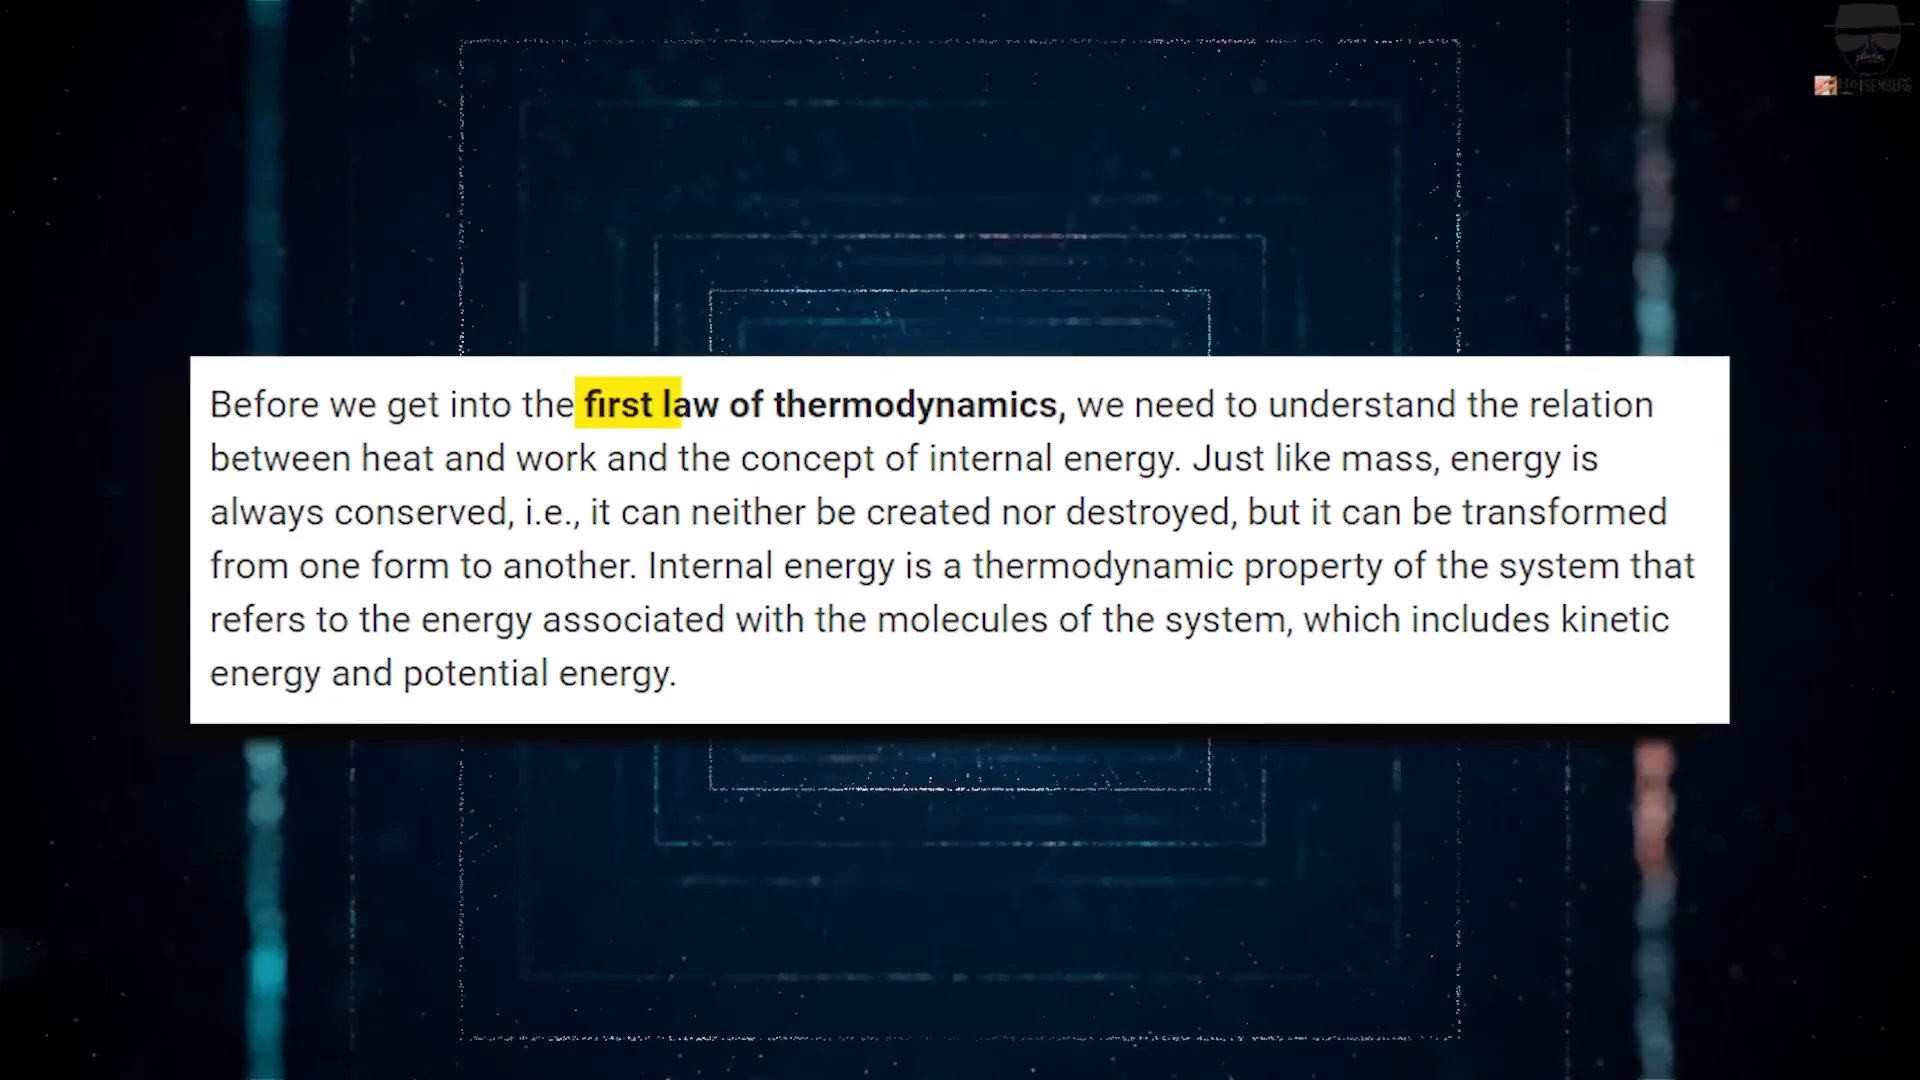 Before we get into the first law of thermodynamics, we need to understand the relation
between heat and work and the concept of internal energy. Just like mass, energy is
always conserved, i.e., it can neither be created nor destroyed, but it can be transformed
from one form to another. Internal energy is a thermodynamic property of the system that
refers to the energy associated with the molecules of the system, which includes kinetic
energy and potential energy.